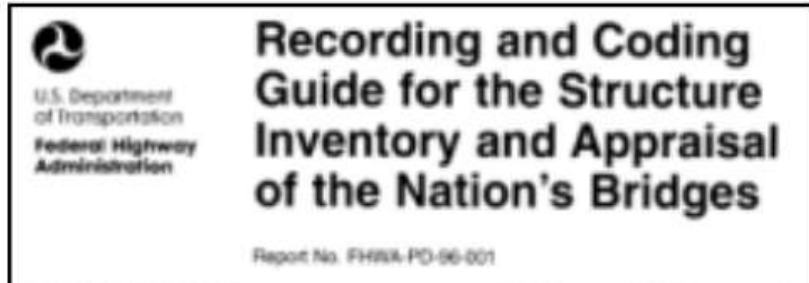 Recording and Coding
Guide for the Structure
Inventory and Appraisal
of the Nation's Bridges
U.S. Department
of Transportation
Federal Highway
Administration
Report No. FHWA-PD-96-001